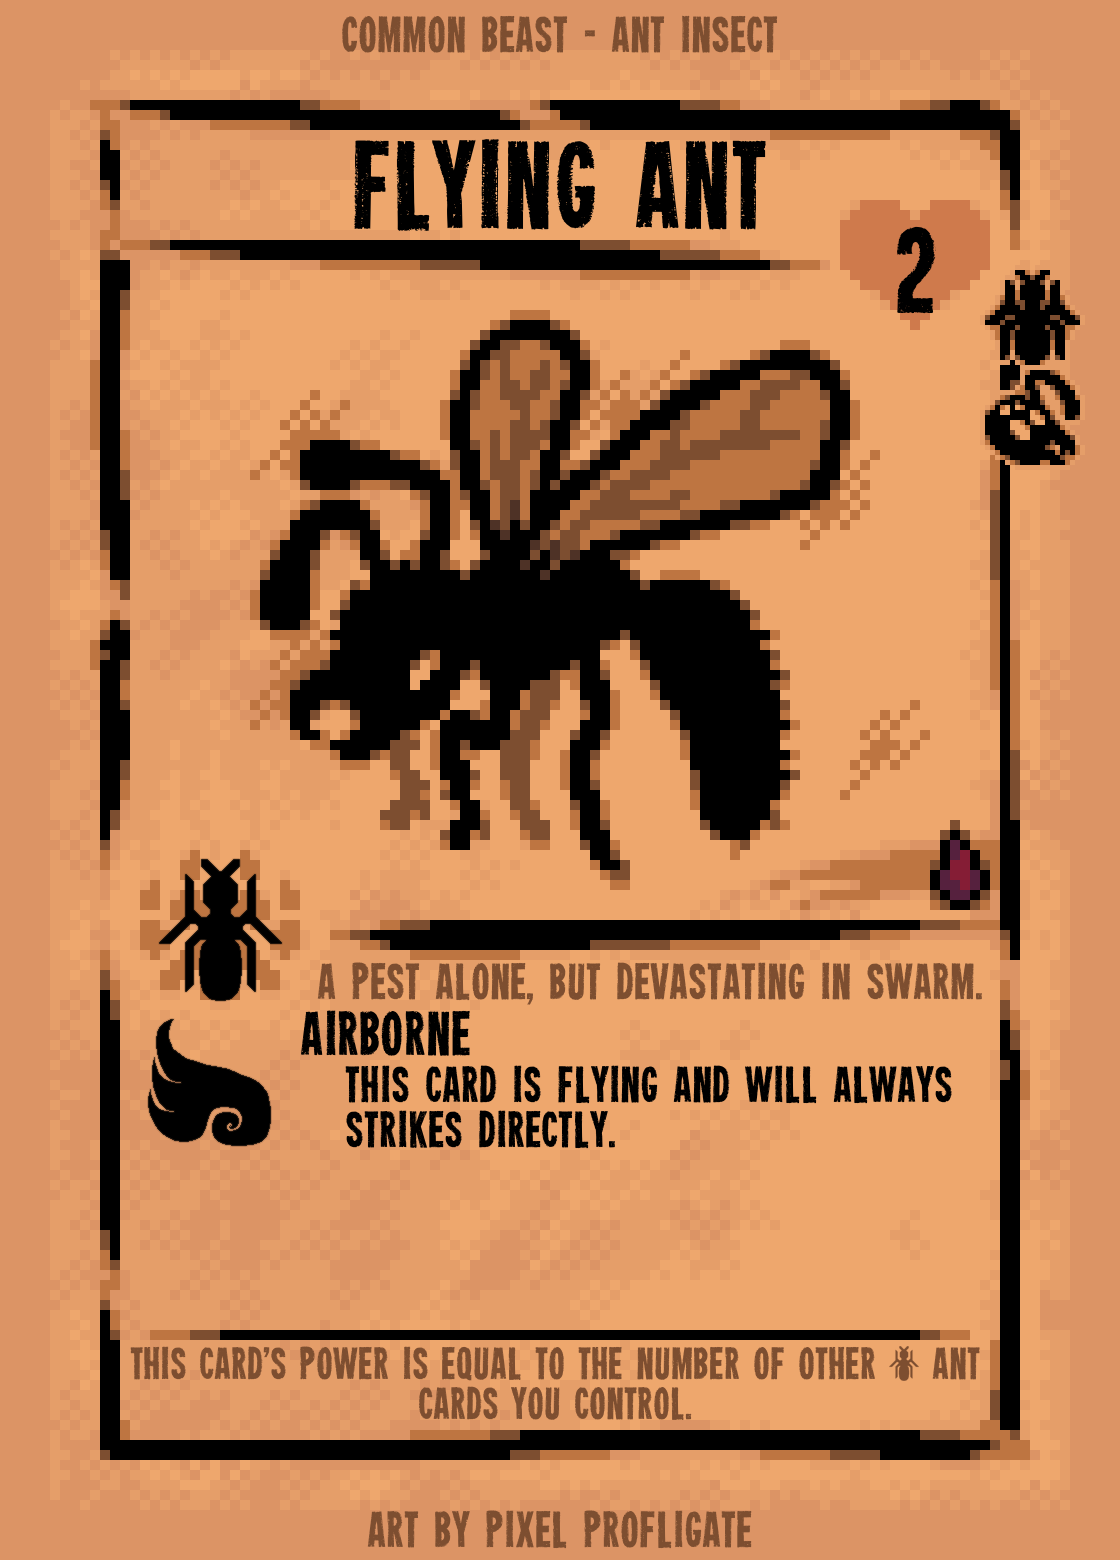 COMMON BEAST - ANT INSECT
FLYING ANT
2
A PEST ALONE, BUT DEVASTATING IN SWARM.
AIRBORNE
THIS CARD IS FLYING AND WILL ALWAYS
STRIKES DIRECTLY.
THIS CARD'S POWER IS EQUAL TO THE NUMBER OF OTHER ANT
CARDS YOU CONTROL.
ART BY PIXEL PROFLIGATE